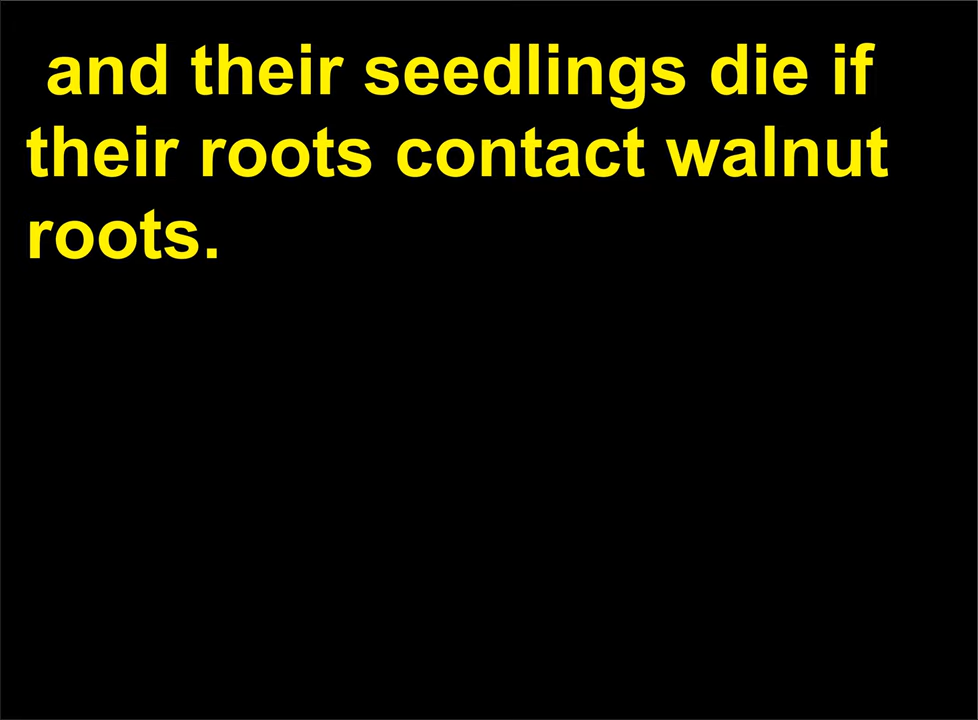 and their seedlings die if
their roots contact walnut
roots.